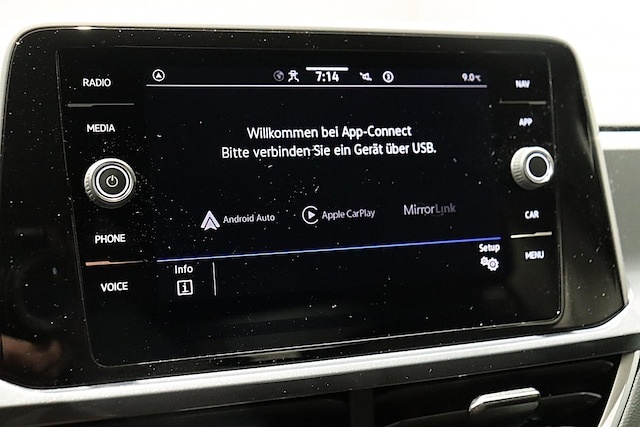 RADIO
MEDIA
PHONE
VOICE
7:14
9.0°C
Willkommen bei App-Connect
Bitte verbinden Sie ein Gerät über USB.
Android Auto
Apple CarPlay
MirrorLink
Info
Setup
NAV
APP
CAR
MENU